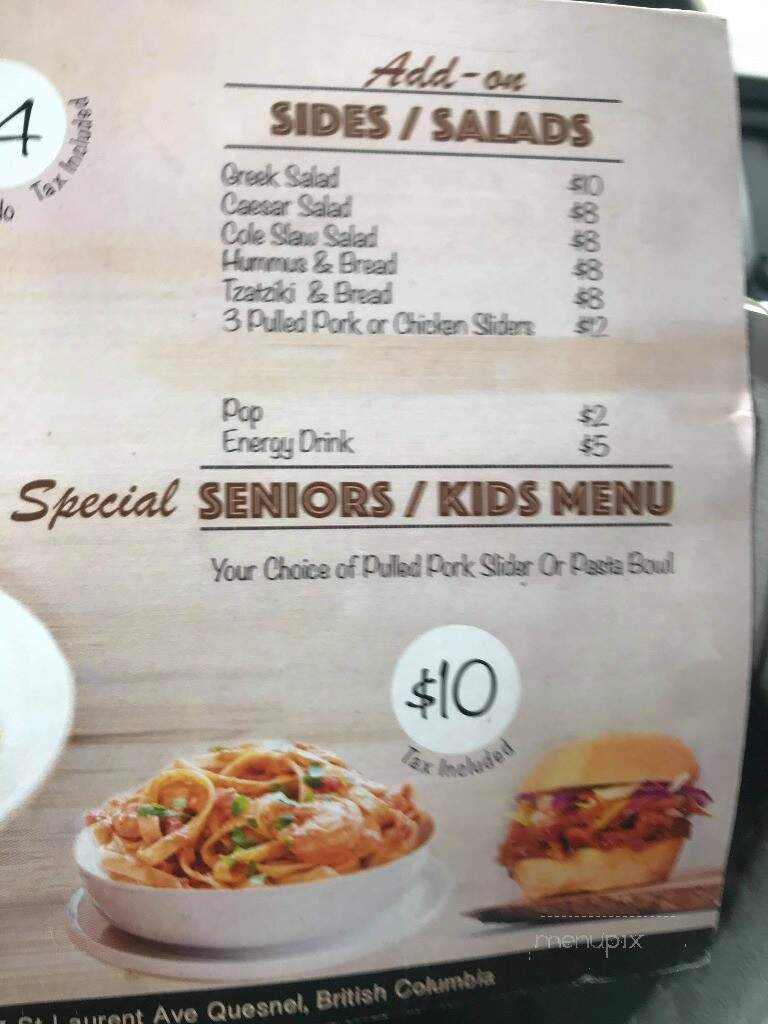 4
Tax Included
Add-on
SIDES / SALADS
Greek Salad $10
Caesar Salad $8
Cole Slaw Salad $8
Hummus & Bread $8
Tzatziki & Bread $8
3 Pulled Pork or Chicken Sliders $12
Pop $2
Energy Drink $5
Special SENIORS / KIDS MENU
Your Choice of Pulled Pork Slider Or Pasta Bowl
$10
Tax Included
menupix
St Laurent Ave Quesnel, British Columbia